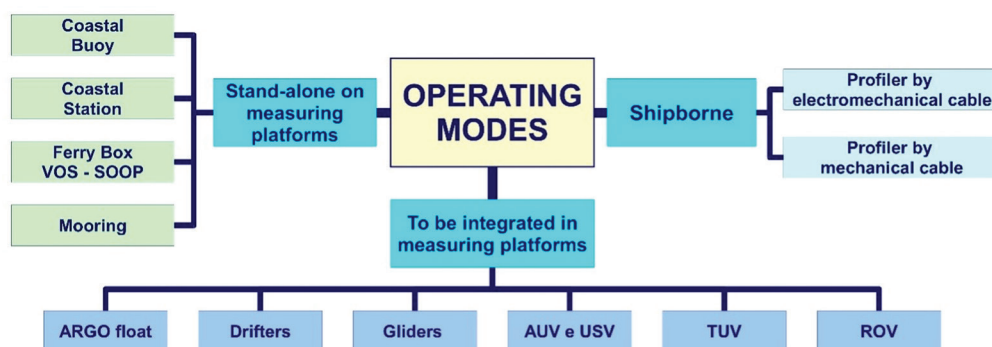 Coastal
Buoy
Coastal
Station
Ferry Box
VOS - SOOP
Mooring
Stand-alone on
measuring
platforms
OPERATING
MODES
Shipborne
Profiler by
electromechanical cable
Profiler by
mechanical cable
To be integrated in
measuring platforms
ARGO float
Drifters
Gliders
AUV e USV
TUV
ROV